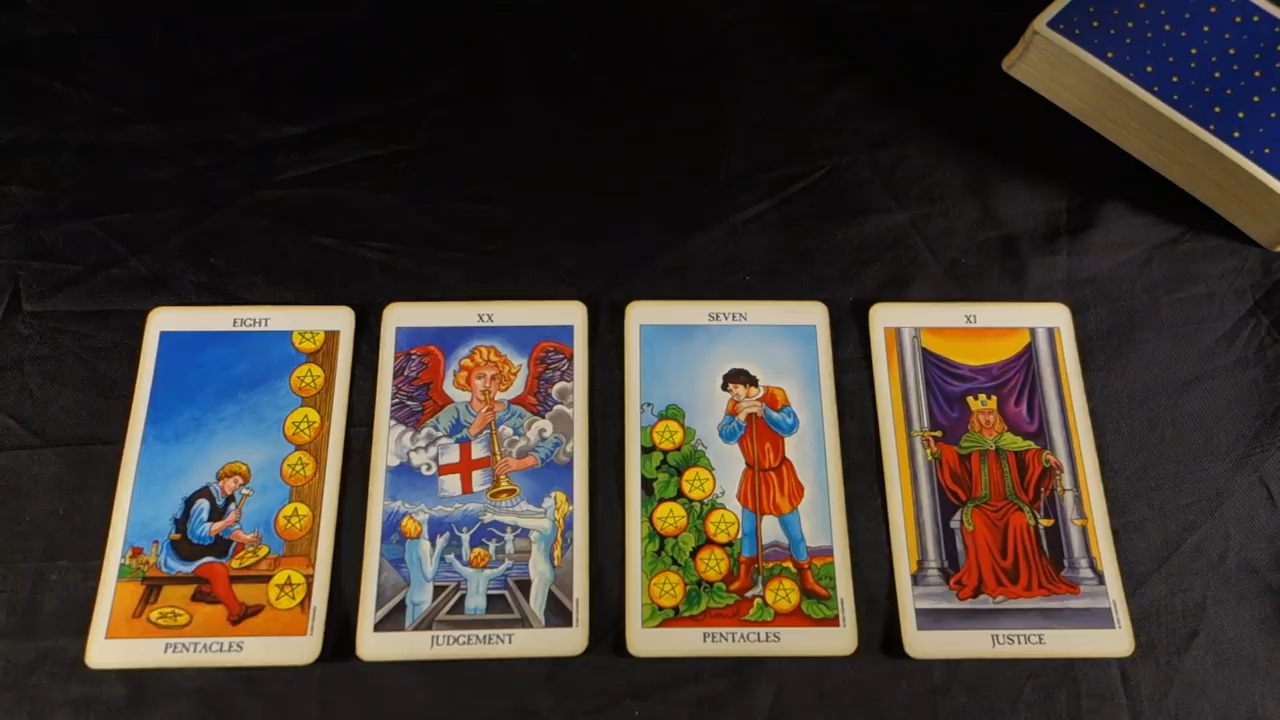 EIGHT
PENTACLES
XX
JUDGEMENT
SEVEN
PENTACLES
XI
JUSTICE